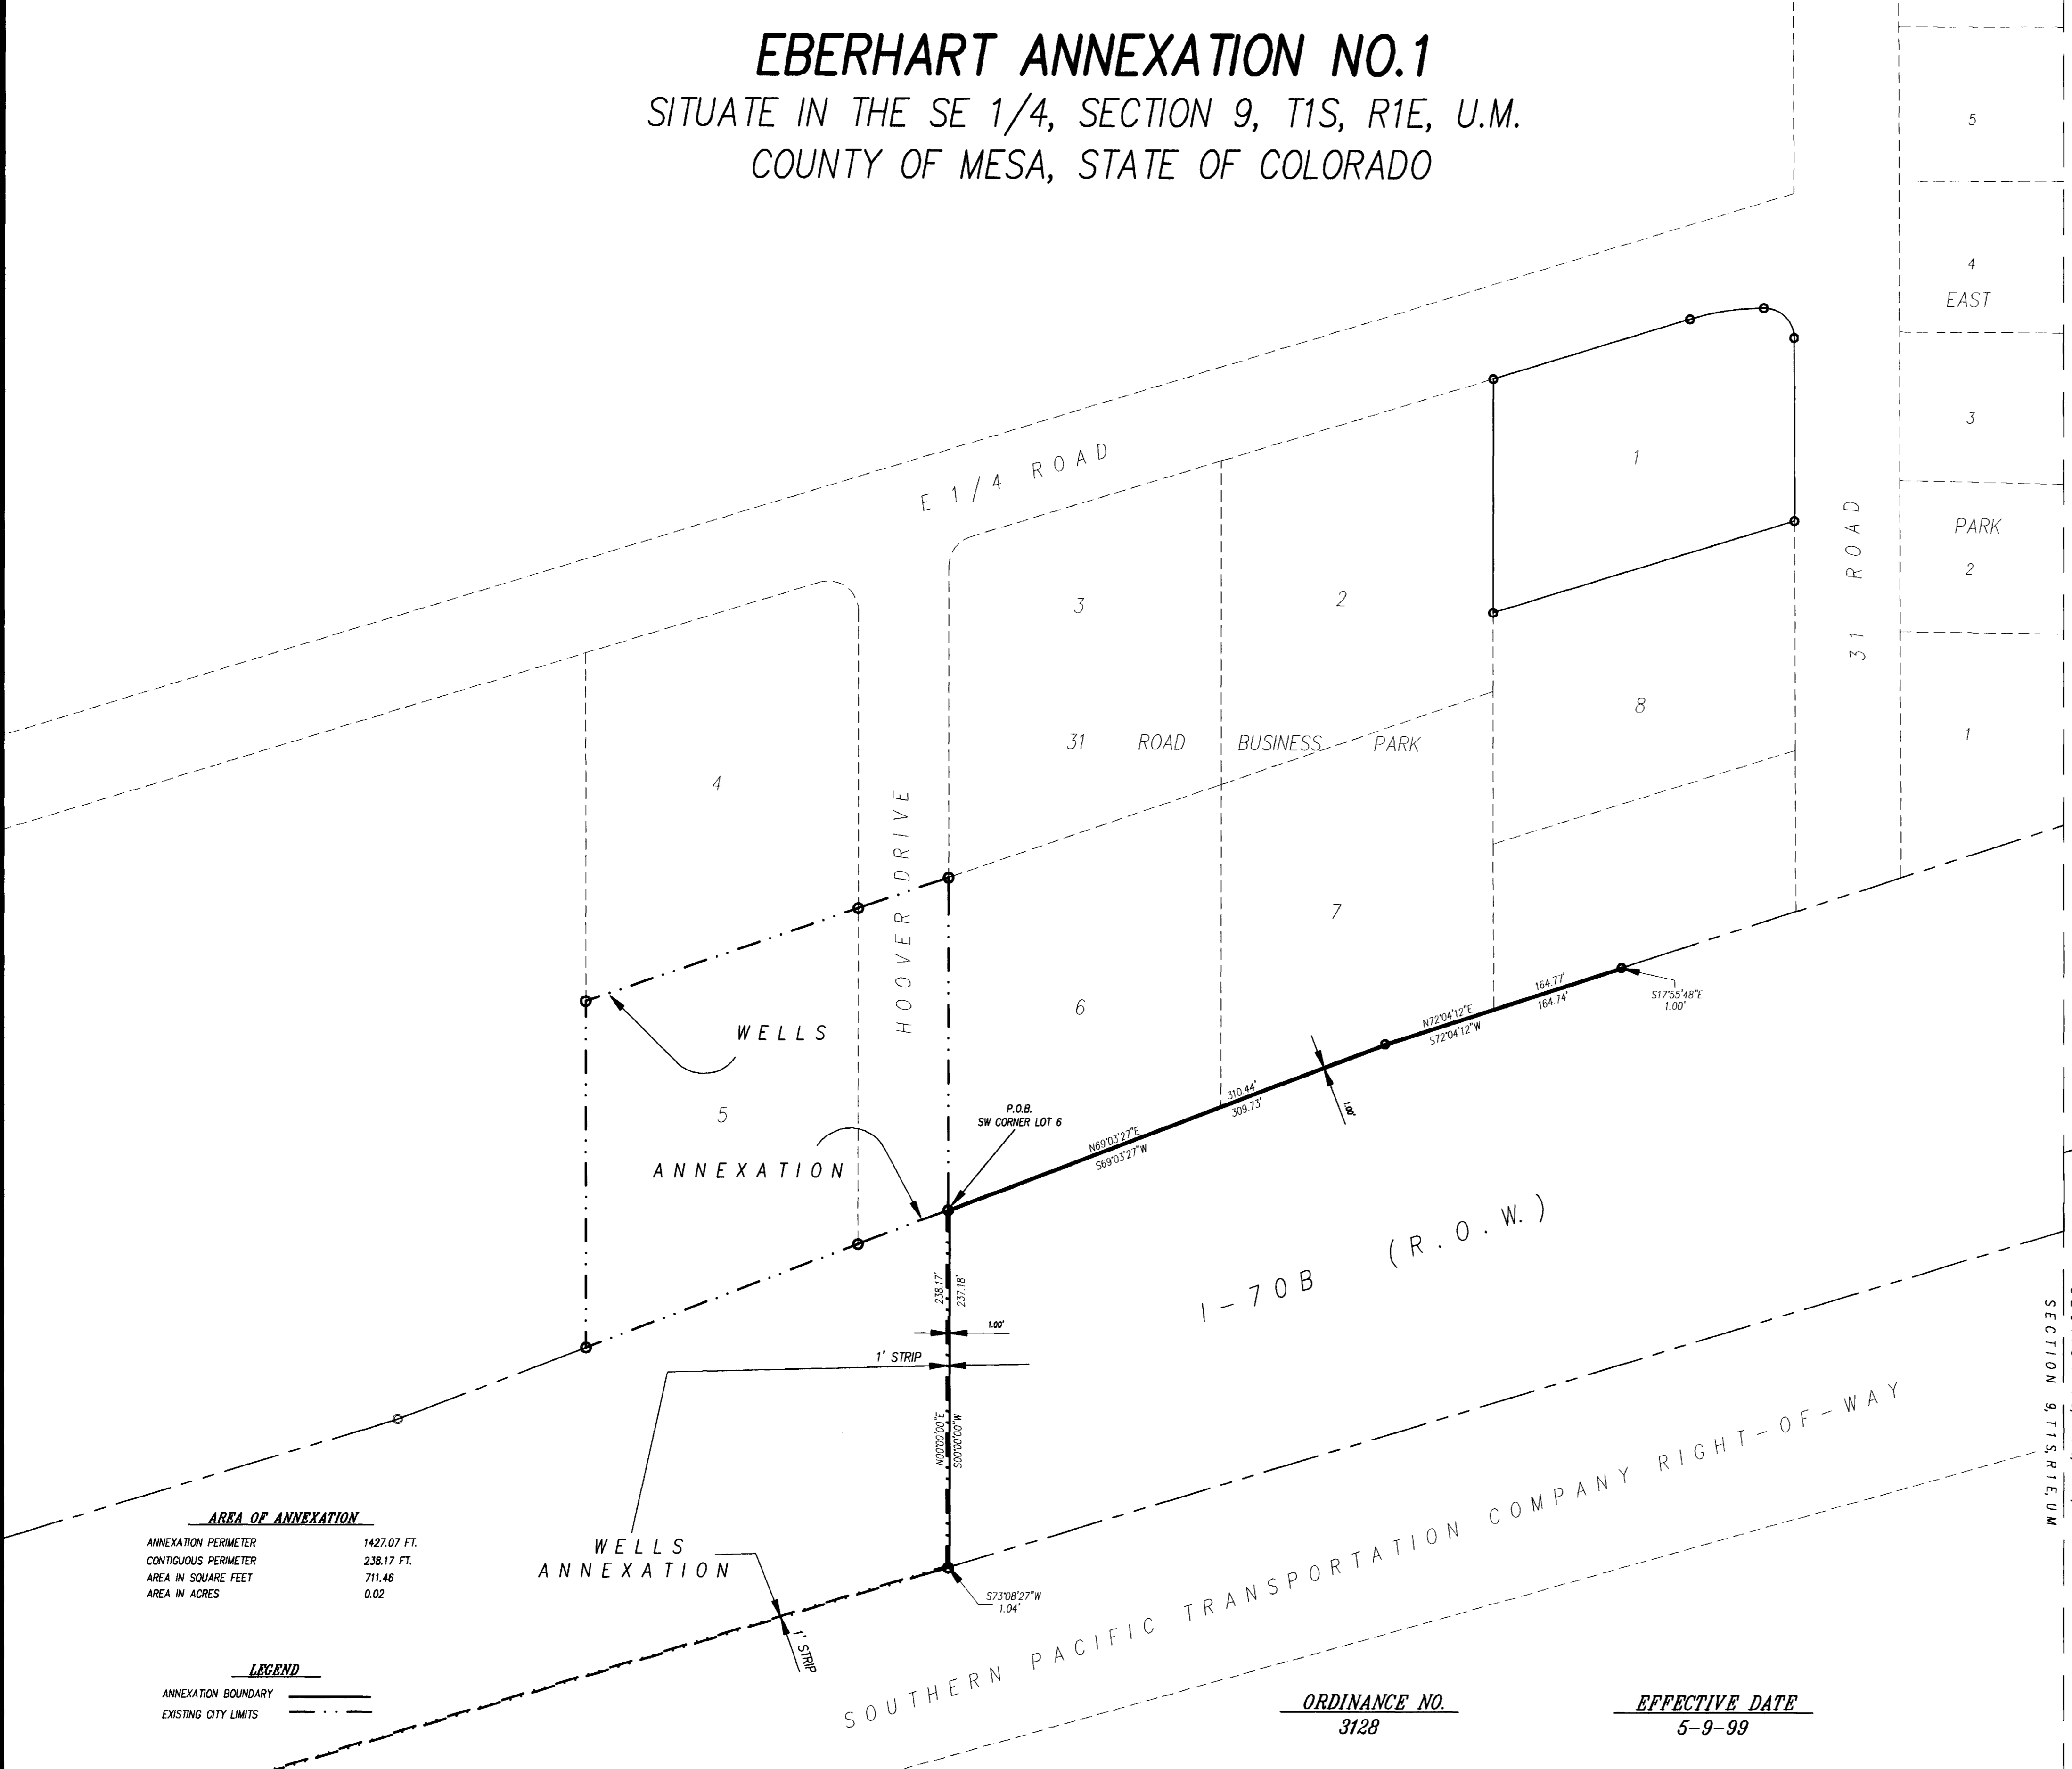 EBERHART ANNEXATION NO.1
SITUATE IN THE SE 1/4, SECTION 9, T1S, R1E, U.M.
COUNTY OF MESA, STATE OF COLORADO
5
4
EAST
3
PARK
2
1
31 ROAD
E 1/4 ROAD
1
2
3
8
31 ROAD BUSINESS PARK
4
HOOVER DRIVE
7
6
5
WELLS
ANNEXATION
P.O.B.
SW CORNER LOT 6
N69°03'27"E
S69°03'27"W
310.44'
309.73'
1.00'
N72°04'12"E
S72°04'12"W
164.77'
164.74'
S17°55'48"E
1.00'
I-70B (R.O.W.)
238.17'
237.18'
1.00'
1' STRIP
N00°00'00"E
S00°00'00"W
WELLS
ANNEXATION
S73°08'27"W
1.04'
1' STRIP
SOUTHERN PACIFIC TRANSPORTATION COMPANY RIGHT-OF-WAY
SECTION 9, T1S, R1E, UM
AREA OF ANNEXATION
ANNEXATION PERIMETER 1427.07 FT.
CONTIGUOUS PERIMETER 238.17 FT.
AREA IN SQUARE FEET 711.46
AREA IN ACRES 0.02
LEGEND
ANNEXATION BOUNDARY
EXISTING CITY LIMITS
ORDINANCE NO.
3128
EFFECTIVE DATE
5-9-99